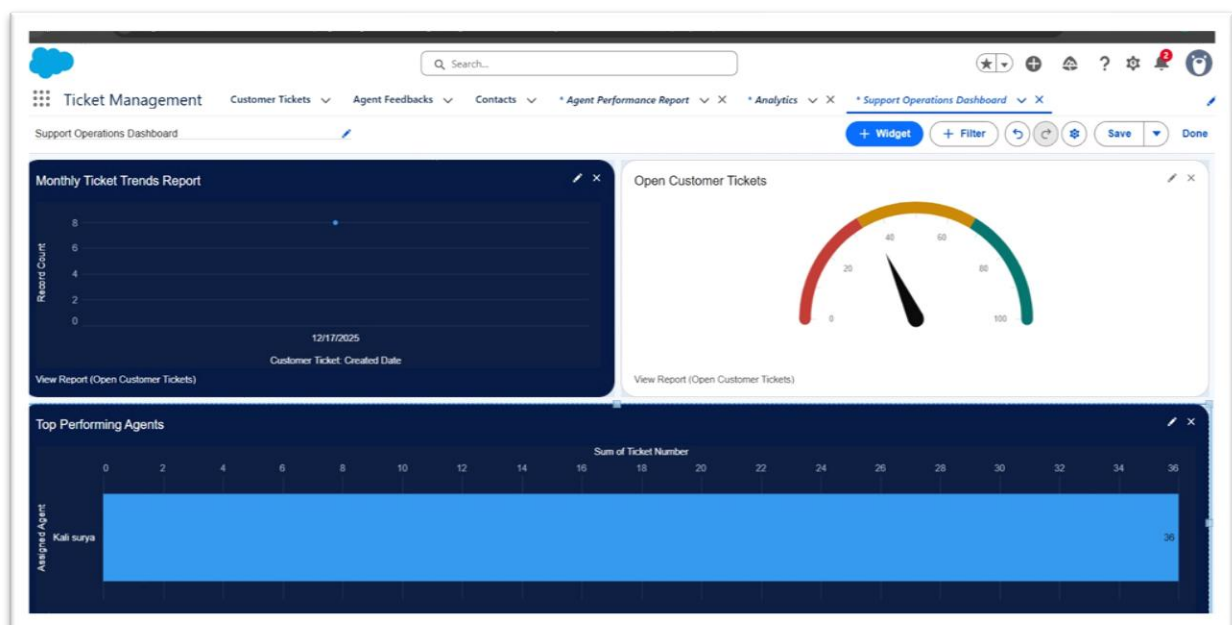 Search...
Ticket Management Customer Tickets Agent Feedbacks Contacts * Agent Performance Report * Analytics * Support Operations Dashboard
2
Support Operations Dashboard + Widget + Filter Save Done
Monthly Ticket Trends Report
8
6
4
2
0
Record Count
12/17/2025
Customer Ticket: Created Date
View Report (Open Customer Tickets)
Open Customer Tickets
0 20 40 60 80 100
View Report (Open Customer Tickets)
Top Performing Agents
Sum of Ticket Number
0 2 4 6 8 10 12 14 16 18 20 22 24 26 28 30 32 34 36
Assigned Agent
Kali surya 36